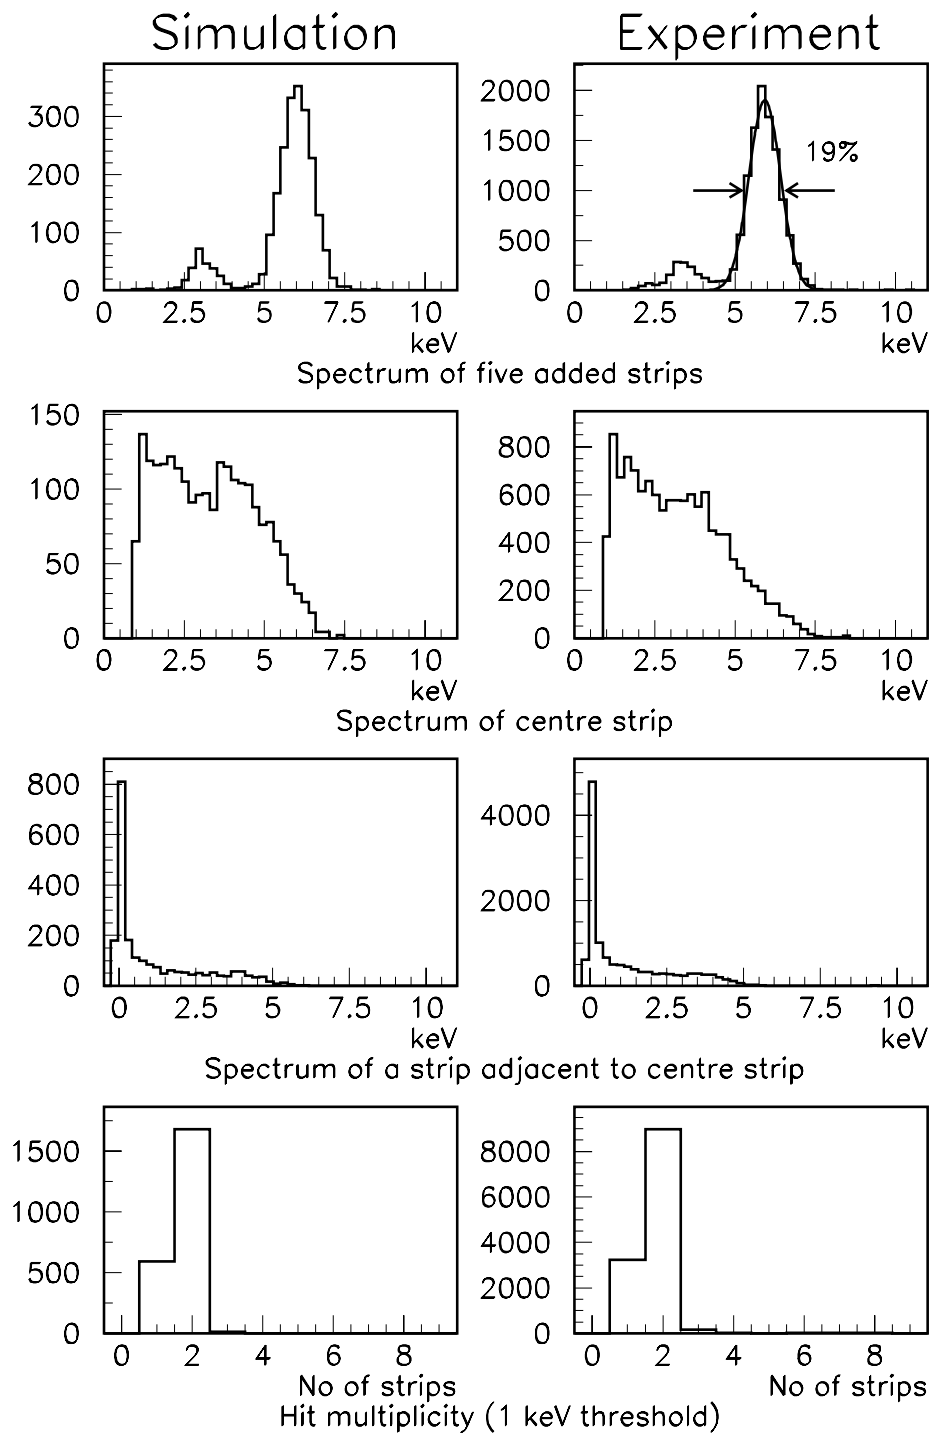 Simulation Experiment
300
200
100
0
0 2.5 5 7.5 10
keV
2000
1500
1000
500
0
19%
0 2.5 5 7.5 10
keV
Spectrum of five added strips
150
100
50
0
0 2.5 5 7.5 10
keV
800
600
400
200
0
0 2.5 5 7.5 10
keV
Spectrum of centre strip
800
600
400
200
0
0 2.5 5 7.5 10
keV
4000
2000
0
0 2.5 5 7.5 10
keV
Spectrum of a strip adjacent to centre strip
1500
1000
500
0
0 2 4 6 8
No of strips
8000
6000
4000
2000
0
0 2 4 6 8
No of strips
Hit multiplicity (1 keV threshold)